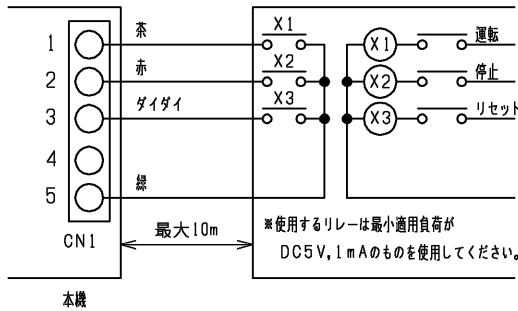 1
茶
X1
X1
運転
2
赤
X2
X2
停止
3
ダイダイ
X3
X3
リセット
4
5
緑
CN1
最大10m
※使用するリレーは最小適用負荷が
DC5V,1mAのものを使用してください。
本機